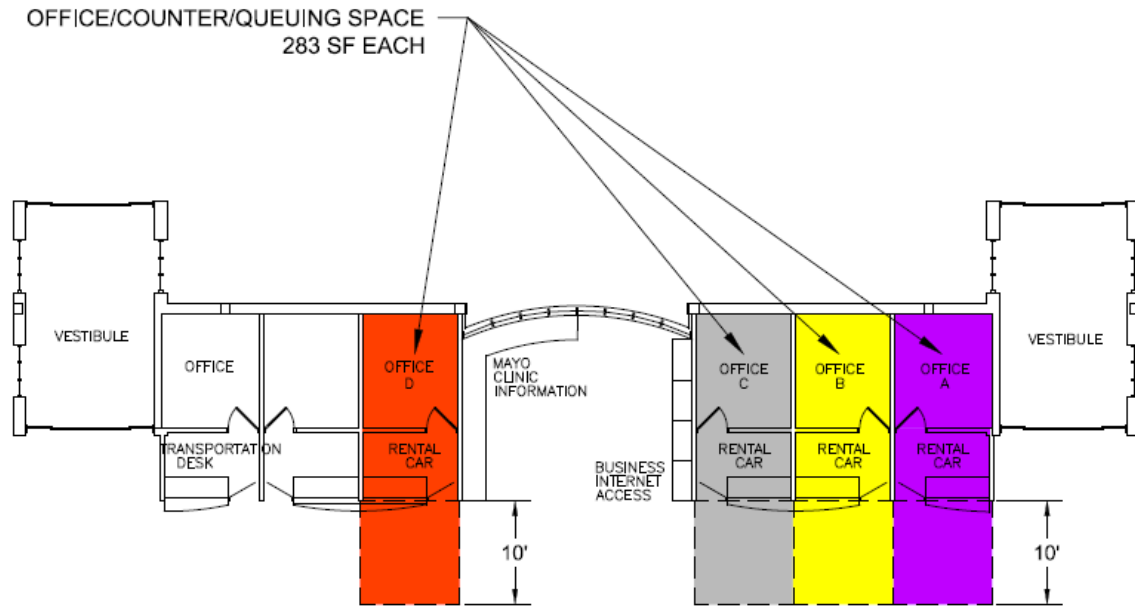 OFFICE/COUNTER/QUEUING SPACE
283 SF EACH
VESTIBULE
OFFICE
OFFICE
D
MAYO
CLINIC
INFORMATION
OFFICE
C
OFFICE
B
OFFICE
A
VESTIBULE
TRANSPORTATION
DESK
RENTAL
CAR
BUSINESS
INTERNET
ACCESS
RENTAL
CAR
RENTAL
CAR
RENTAL
CAR
10'
10'